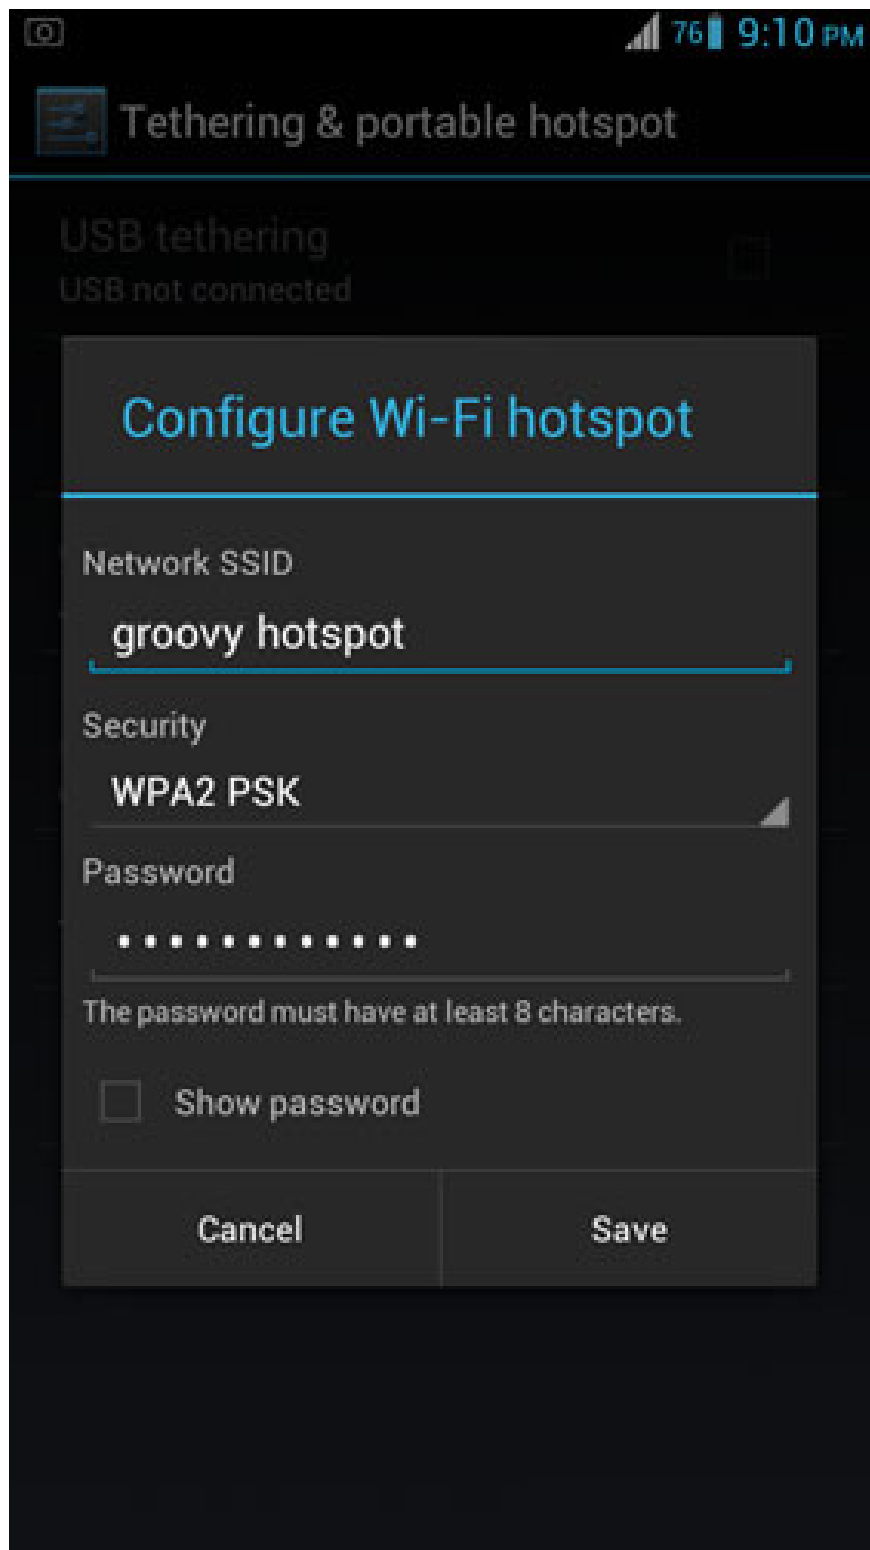 76 9:10 PM
Tethering & portable hotspot
USB tethering
USB not connected
Configure Wi-Fi hotspot
Network SSID
groovy hotspot
Security
WPA2 PSK
Password
••••••••••••
The password must have at least 8 characters.
Show password
Cancel Save